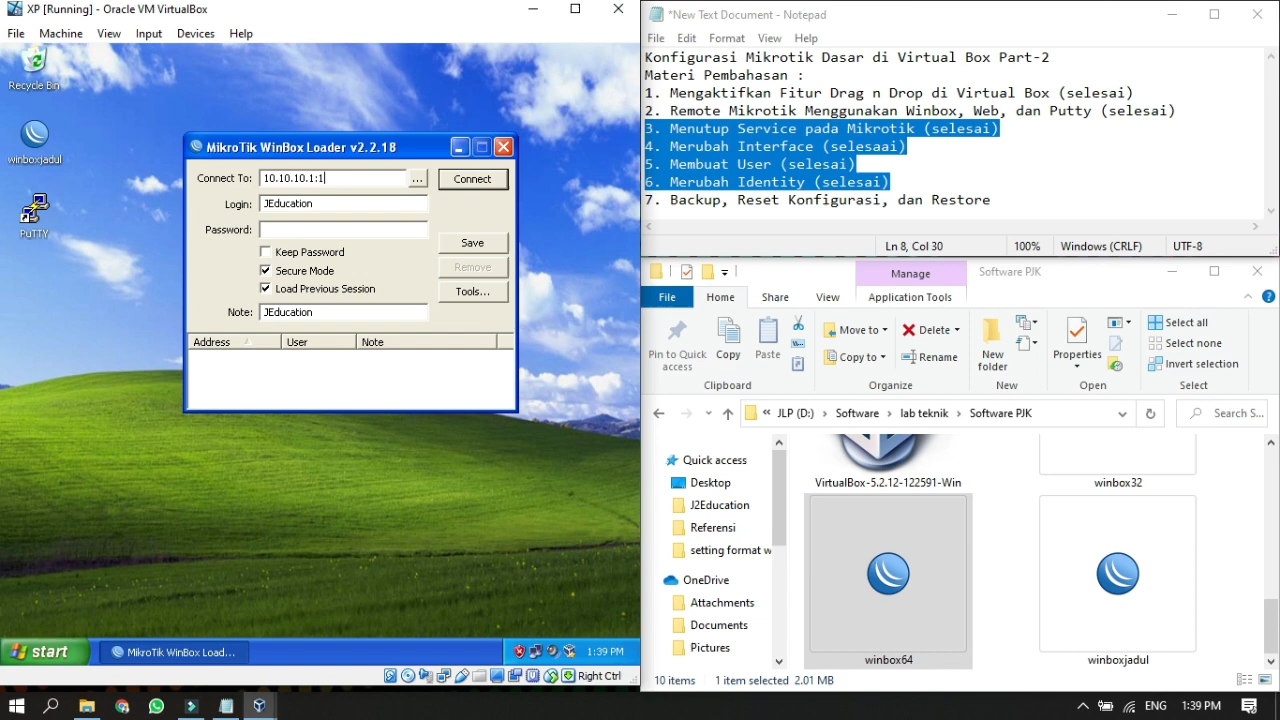 XP [Running] - Oracle VM VirtualBox
File Machine View Input Devices Help
Recycle Bin
winboxjadul
PuTTY
MikroTik WinBox Loader v2.2.18
Connect To: 10.10.10.1:1 ... Connect
Login: JEducation
Password:
Keep Password
Save
Secure Mode
Remove
Load Previous Session
Tools...
Note: JEducation
Address User Note
start
MikroTik WinBox Load...
1:39 PM
Right Ctrl
*New Text Document - Notepad
File Edit Format View Help
Konfigurasi Mikrotik Dasar di Virtual Box Part-2
Materi Pembahasan :
1. Mengaktifkan Fitur Drag n Drop di Virtual Box (selesai)
2. Remote Mikrotik Menggunakan Winbox, Web, dan Putty (selesai)
3. Menutup Service pada Mikrotik (selesai)
4. Merubah Interface (selesaai)
5. Membuat User (selesai)
6. Merubah Identity (selesai)
7. Backup, Reset Konfigurasi, dan Restore
Ln 8, Col 30 100% Windows (CRLF) UTF-8
Manage Software PJK
File Home Share View Application Tools
Pin to Quick access
Copy
Paste
Move to
Copy to
Delete
Rename
New folder
Properties
Select all
Select none
Invert selection
Clipboard Organize New Open Select
« JLP (D:) › Software › lab teknik › Software PJK
Search S...
Quick access
Desktop
J2Education
Referensi
setting format w
OneDrive
Attachments
Documents
Pictures
VirtualBox-5.2.12-122591-Win
winbox32
winbox64
winboxjadul
10 items 1 item selected 2.01 MB
ENG 1:39 PM